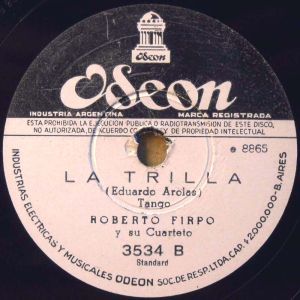 Odeon
INDUSTRIA ARGENTINA
MARCA REGISTRADA
ESTA PROHIBIDA LA EJECUCION PUBLICA O RADIOTRANSMISION DE ESTE DISCO,
NO AUTORIZADA, DE ACUERDO CON LA LEY DE PROPIEDAD INTELECTUAL
e 8865
LA TRILLA
(Eduardo Arolas)
Tango
ROBERTO FIRPO
y su Cuarteto
3534 B
Standard
INDUSTRIAS ELECTRICAS Y MUSICALES ODEON SOC. DE RESP. LTDA. CAP. $ 2.000.000 - B. AIRES